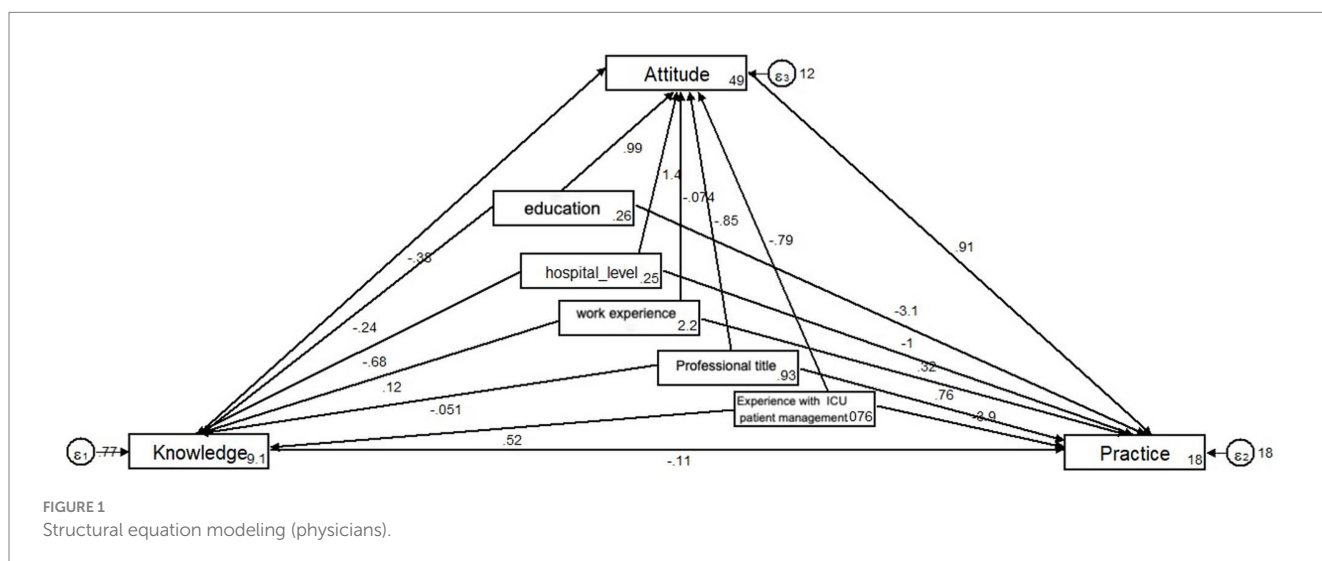 Attitude 49
ε3 12
.99
1.4
-.074
-.85
-.79
education .26
.91
-.38
hospital_level .25
-3.1
-.24
work experience 2.2
-1
.32
-.68
Professional title .93
.12
.76
Experience with ICU
patient management .076
-3.9
-.051
.52
ε1 .77
Knowledge 9.1
-.11
Practice 18
ε2 18
FIGURE 1
Structural equation modeling (physicians).